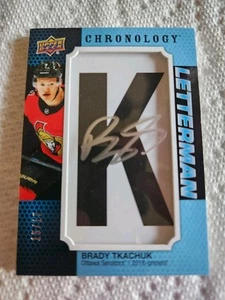 UPPER DECK
CHRONOLOGY
LETTERMAN
K
BRADY TKACHUK
Ottawa Senators | 2018-present